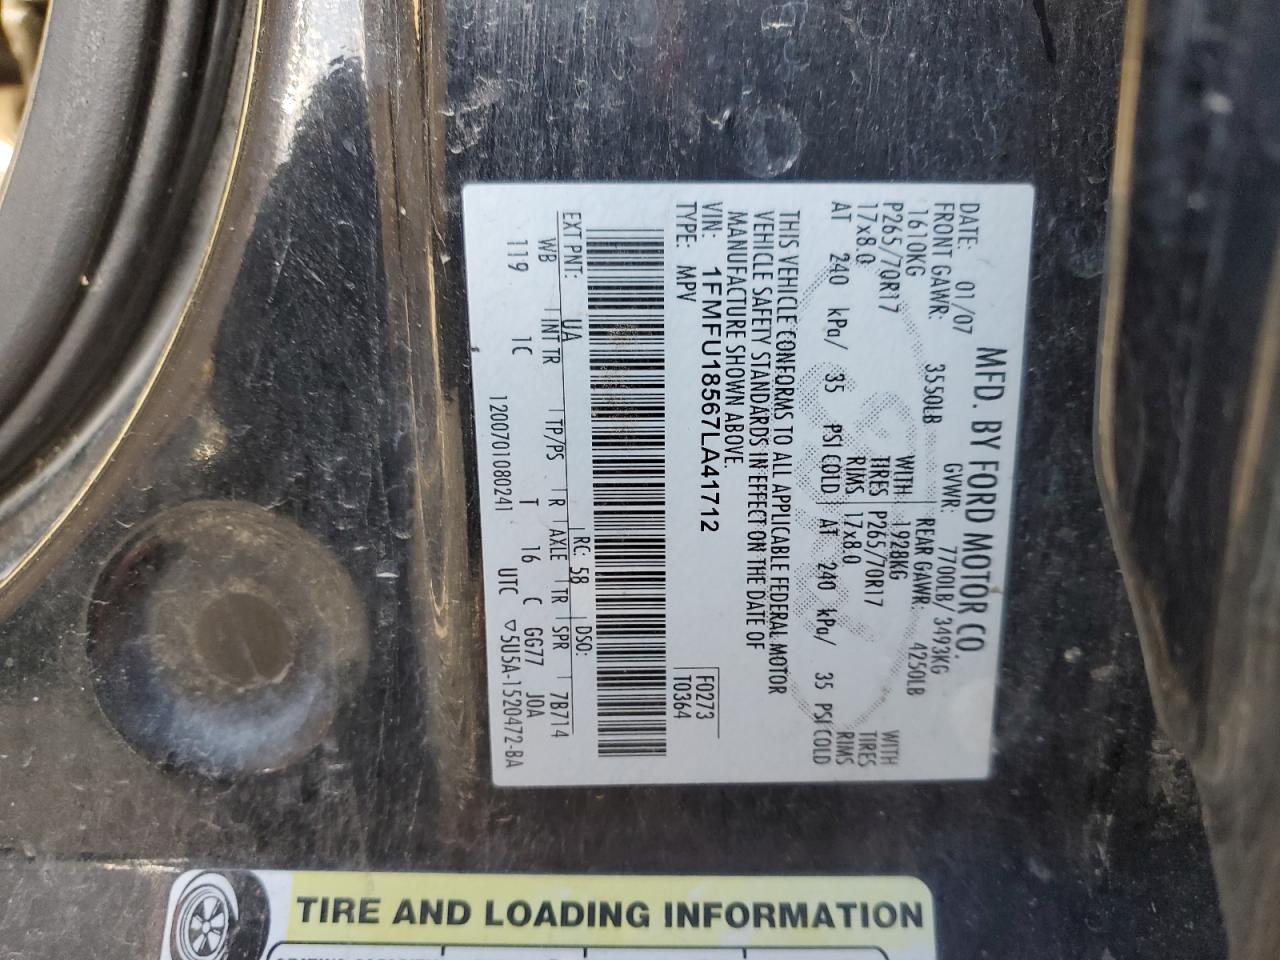 MFD. BY FORD MOTOR CO.
DATE: 01/07 GVWR: 7700LB/ 3493KG
FRONT GAWR: 3550LB REAR GAWR: 4250LB
1610KG WITH 1928KG WITH
P265/70R17 TIRES P265/70R17 TIRES
17x8.0 RIMS 17x8.0 RIMS
AT 240 kPa/ 35 PSI COLD AT 240 kPa/ 35 PSI COLD
THIS VEHICLE CONFORMS TO ALL APPLICABLE FEDERAL MOTOR
VEHICLE SAFETY STANDARDS IN EFFECT ON THE DATE OF
MANUFACTURE SHOWN ABOVE.
VIN: 1FMFU18567LA41712
TYPE: MPV
F0273
T0364
EXT PNT: UA RC: 58 DSO:
WB INT TR TP/PS R AXLE TR SPR 7B714
119 1C T 16 C GG77 J0A
1200701080241 UTC ▽5U5A-1520472-BA
TIRE AND LOADING INFORMATION